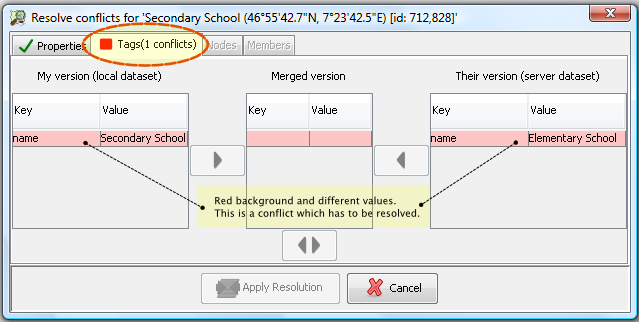 Resolve conflicts for 'Secondary School (46°55'42.7"N, 7°23'42.5"E) [id: 712,828]'
Properties Tags(1 conflicts) Nodes Members
My version (local dataset) Merged version Their version (server dataset)
Key Value Key Value Key Value
name Secondary School name Elementary School
Red background and different values.
This is a conflict which has to be resolved.
Apply Resolution Cancel